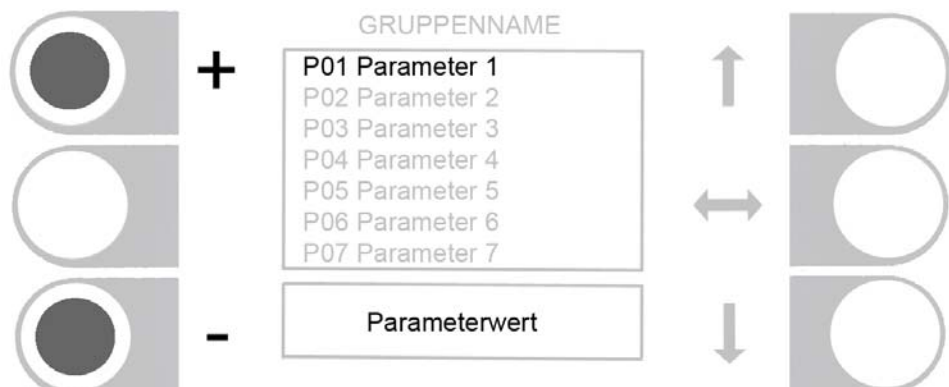 GRUPPENNAME
+
P01 Parameter 1
P02 Parameter 2
P03 Parameter 3
P04 Parameter 4
P05 Parameter 5
P06 Parameter 6
P07 Parameter 7
-
Parameterwert